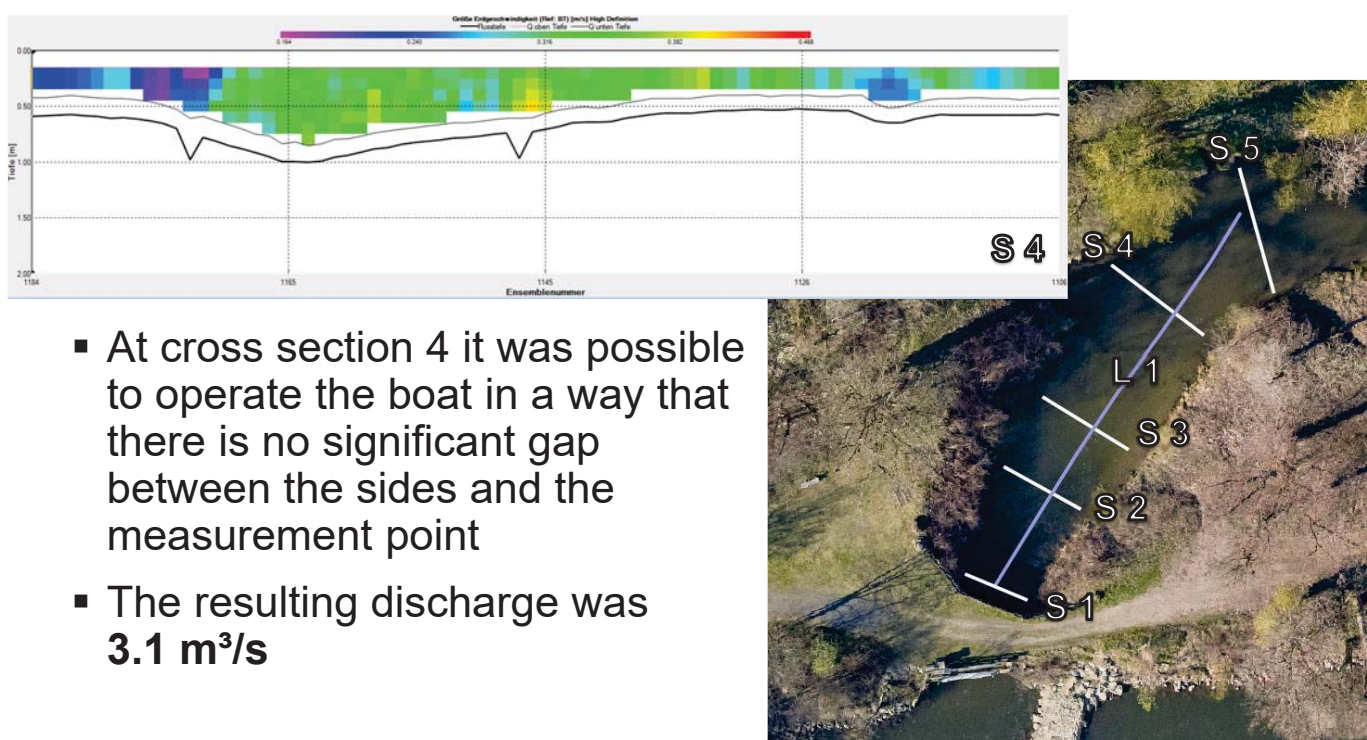 Größe Erdgeschwindigkeit (Ref: BT) [m/s] High Definition
Flusstiefe Q oben Tiefe Q unten Tiefe
0.164 0.240 0.316 0.392 0.468
0.00
0.50
1.00
1.50
2.00
Tiefe [m]
1184 1165 1145 1126 1106
Ensemblenummer
S 4
S 5
S 4
L 1
S 3
S 2
S 1
▪ At cross section 4 it was possible
to operate the boat in a way that
there is no significant gap
between the sides and the
measurement point
▪ The resulting discharge was
3.1 m³/s